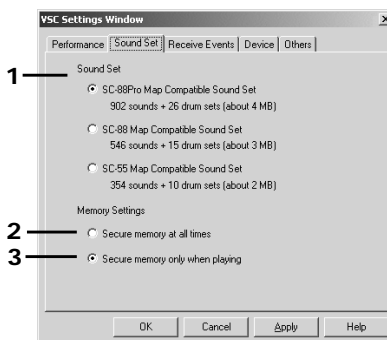 VSC Settings Window
Performance Sound Set Receive Events Device Others
1
Sound Set
SC-88Pro Map Compatible Sound Set
902 sounds + 26 drum sets (about 4 MB)
SC-88 Map Compatible Sound Set
546 sounds + 15 drum sets (about 3 MB)
SC-55 Map Compatible Sound Set
354 sounds + 10 drum sets (about 2 MB)
Memory Settings
2
Secure memory at all times
3
Secure memory only when playing
OK Cancel Apply Help